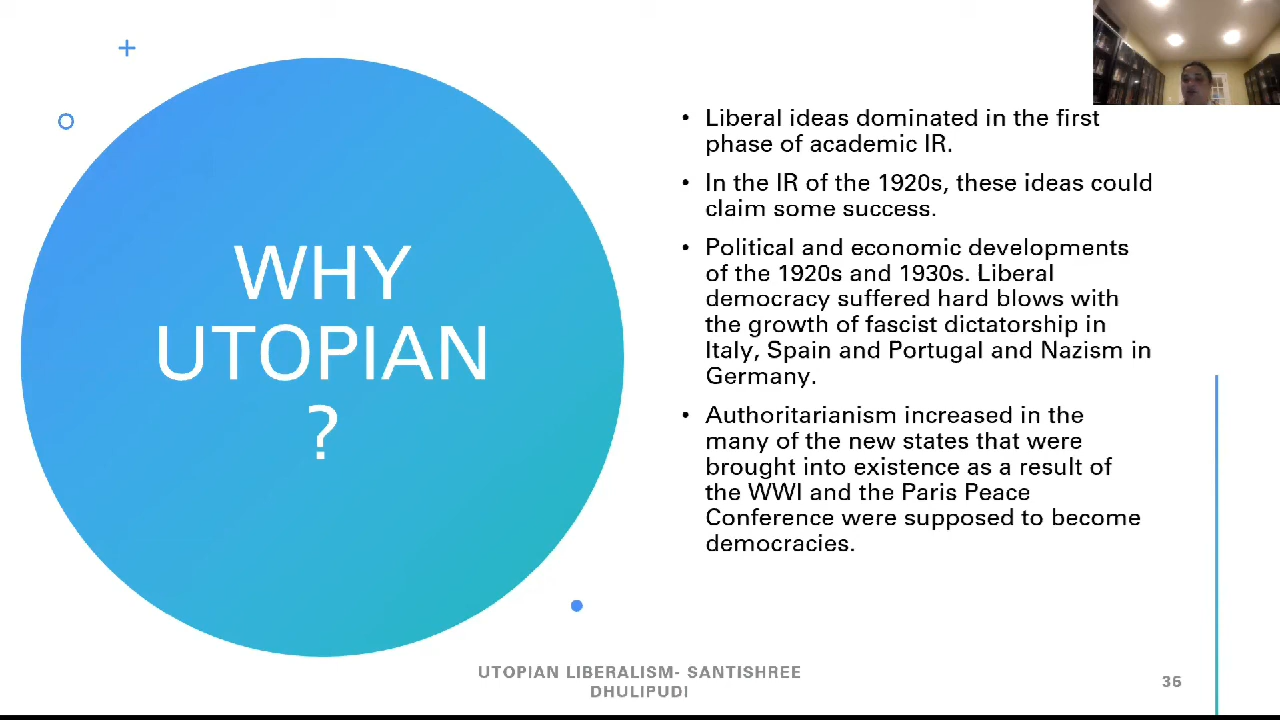 WHY
UTOPIAN
?
• Liberal ideas dominated in the first
phase of academic IR.
• In the IR of the 1920s, these ideas could
claim some success.
• Political and economic developments
of the 1920s and 1930s. Liberal
democracy suffered hard blows with
the growth of fascist dictatorship in
Italy, Spain and Portugal and Nazism in
Germany.
• Authoritarianism increased in the
many of the new states that were
brought into existence as a result of
the WWI and the Paris Peace
Conference were supposed to become
democracies.
UTOPIAN LIBERALISM- SANTISHREE
DHULIPUDI
36